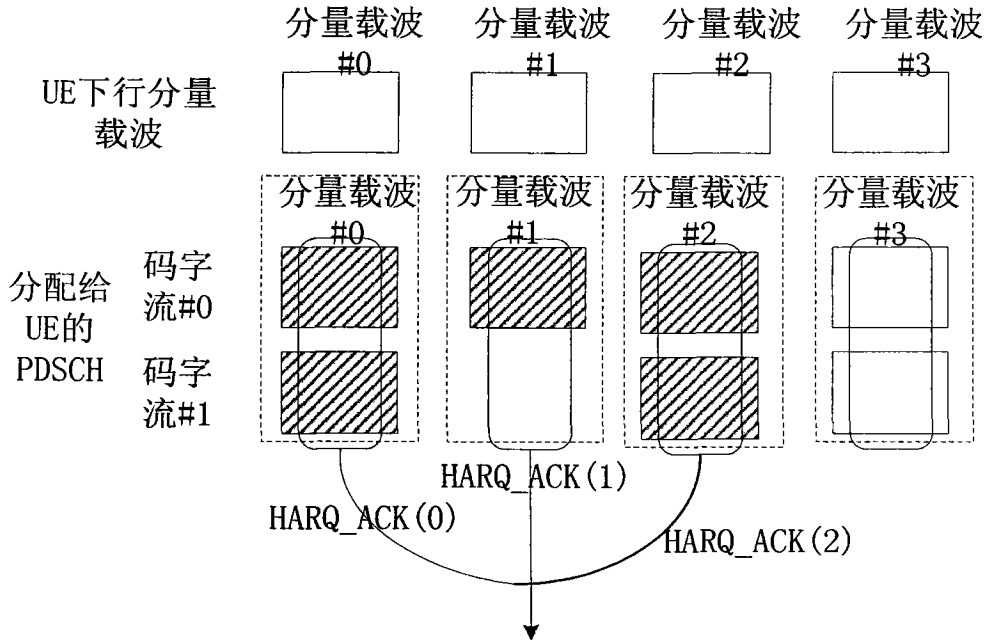 分量载波 分量载波 分量载波 分量载波
#0 #1 #2 #3
UE下行分量
载波
分量载波 分量载波 分量载波 分量载波
#0 #1 #2 #3
分配给
UE的
PDSCH
码字
流#0
码字
流#1
HARQ_ACK(1)
HARQ_ACK(0)
HARQ_ACK(2)